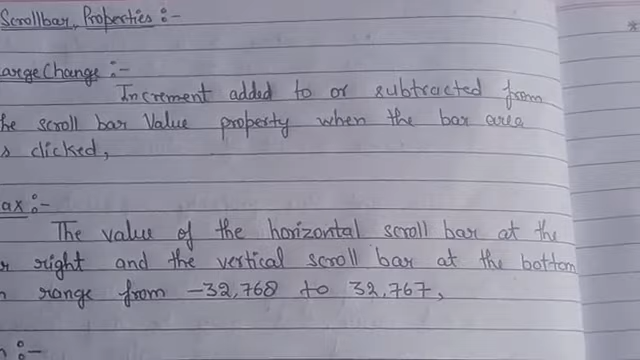 Scrollbar Properties :-
argeChange :-
Increment added to or subtracted from
he scroll bar Value property when the bar area
s clicked,
ax :-
The value of the horizontal scroll bar at the
r right and the vertical scroll bar at the bottom
n range from -32,768 to 32,767,
:-